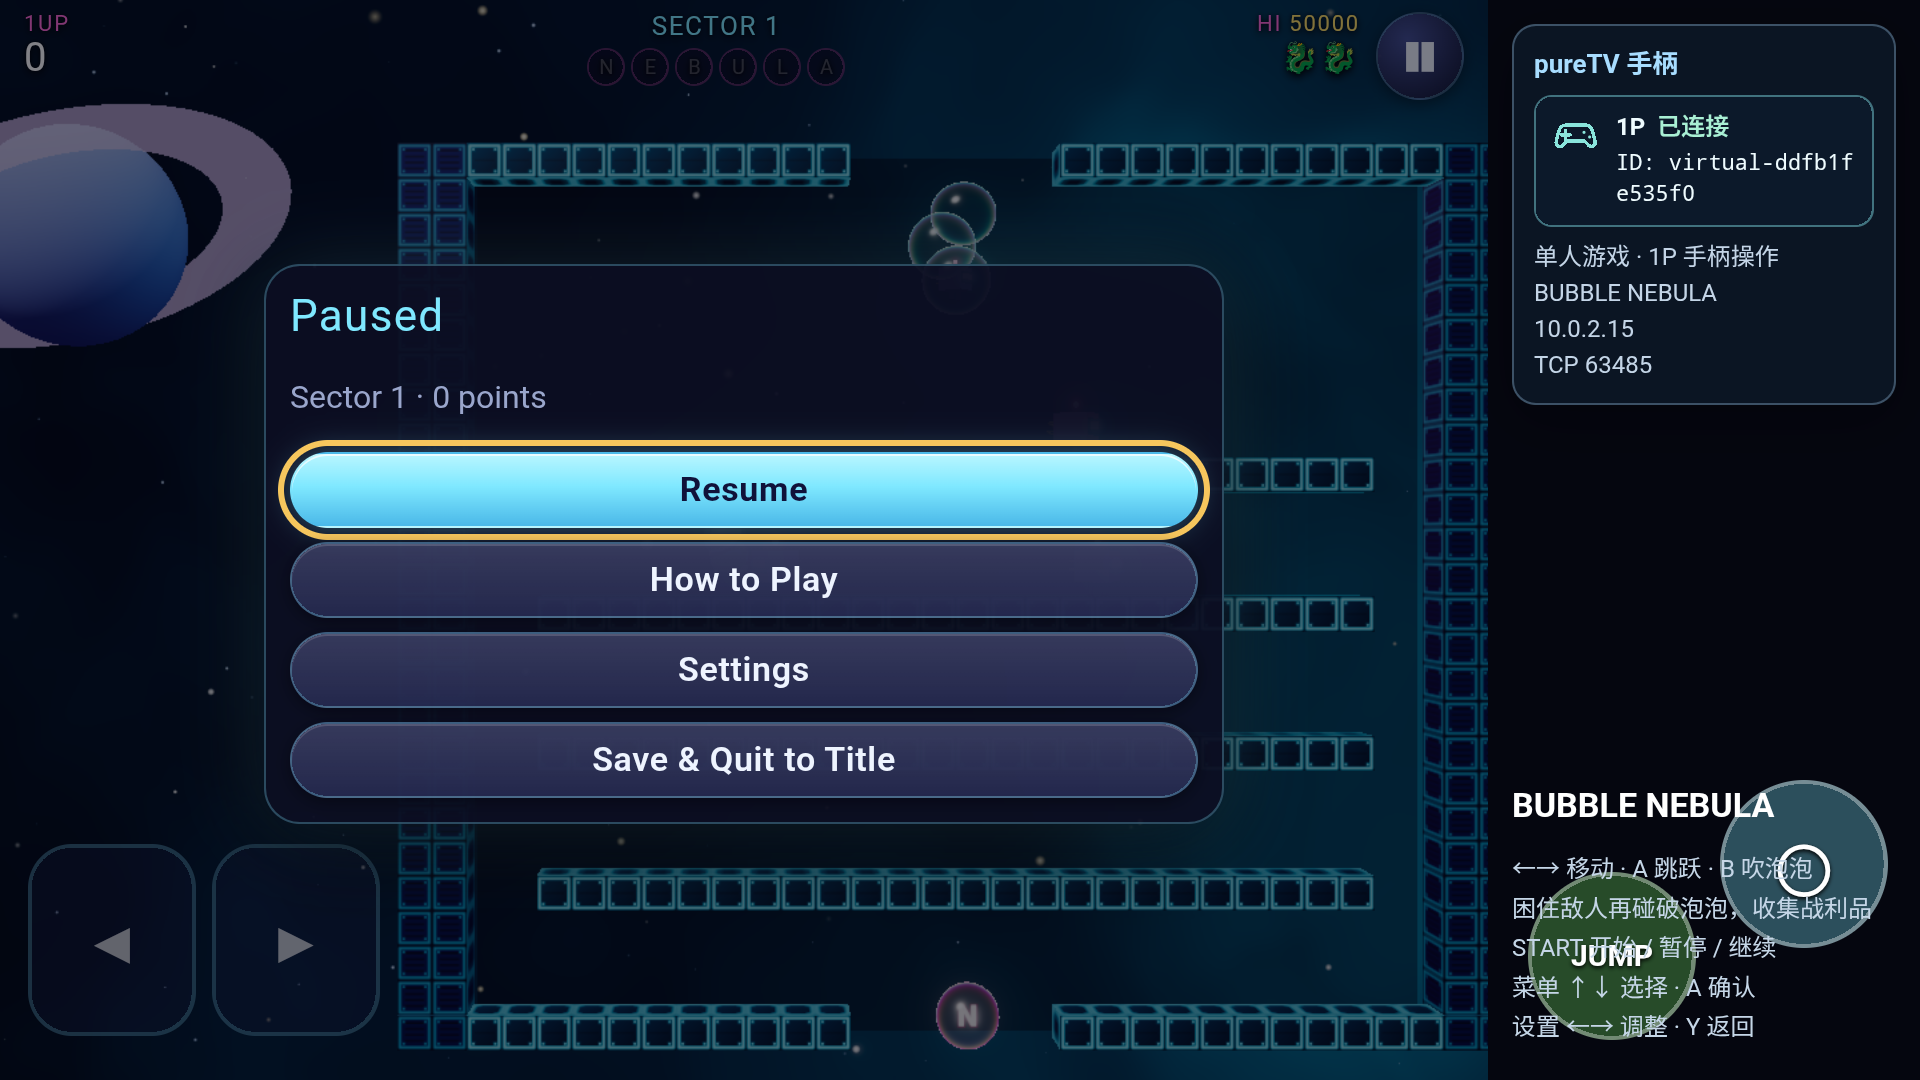 1UP
0
SECTOR 1
N E B U L A
HI 50000
Paused
Sector 1 · 0 points
Resume
How to Play
Settings
Save & Quit to Title
N
pureTV 手柄
1P 已连接
ID: virtual-ddfb1f
e535f0
单人游戏 · 1P 手柄操作
BUBBLE NEBULA
10.0.2.15
TCP 63485
BUBBLE NEBULA
←→ 移动 · A 跳跃 · B 吹泡泡
困住敌人再碰破泡泡，收集战利品
START 开始 / 暂停 / 继续
JUMP
菜单 ↑↓ 选择 · A 确认
设置 ←→ 调整 · Y 返回